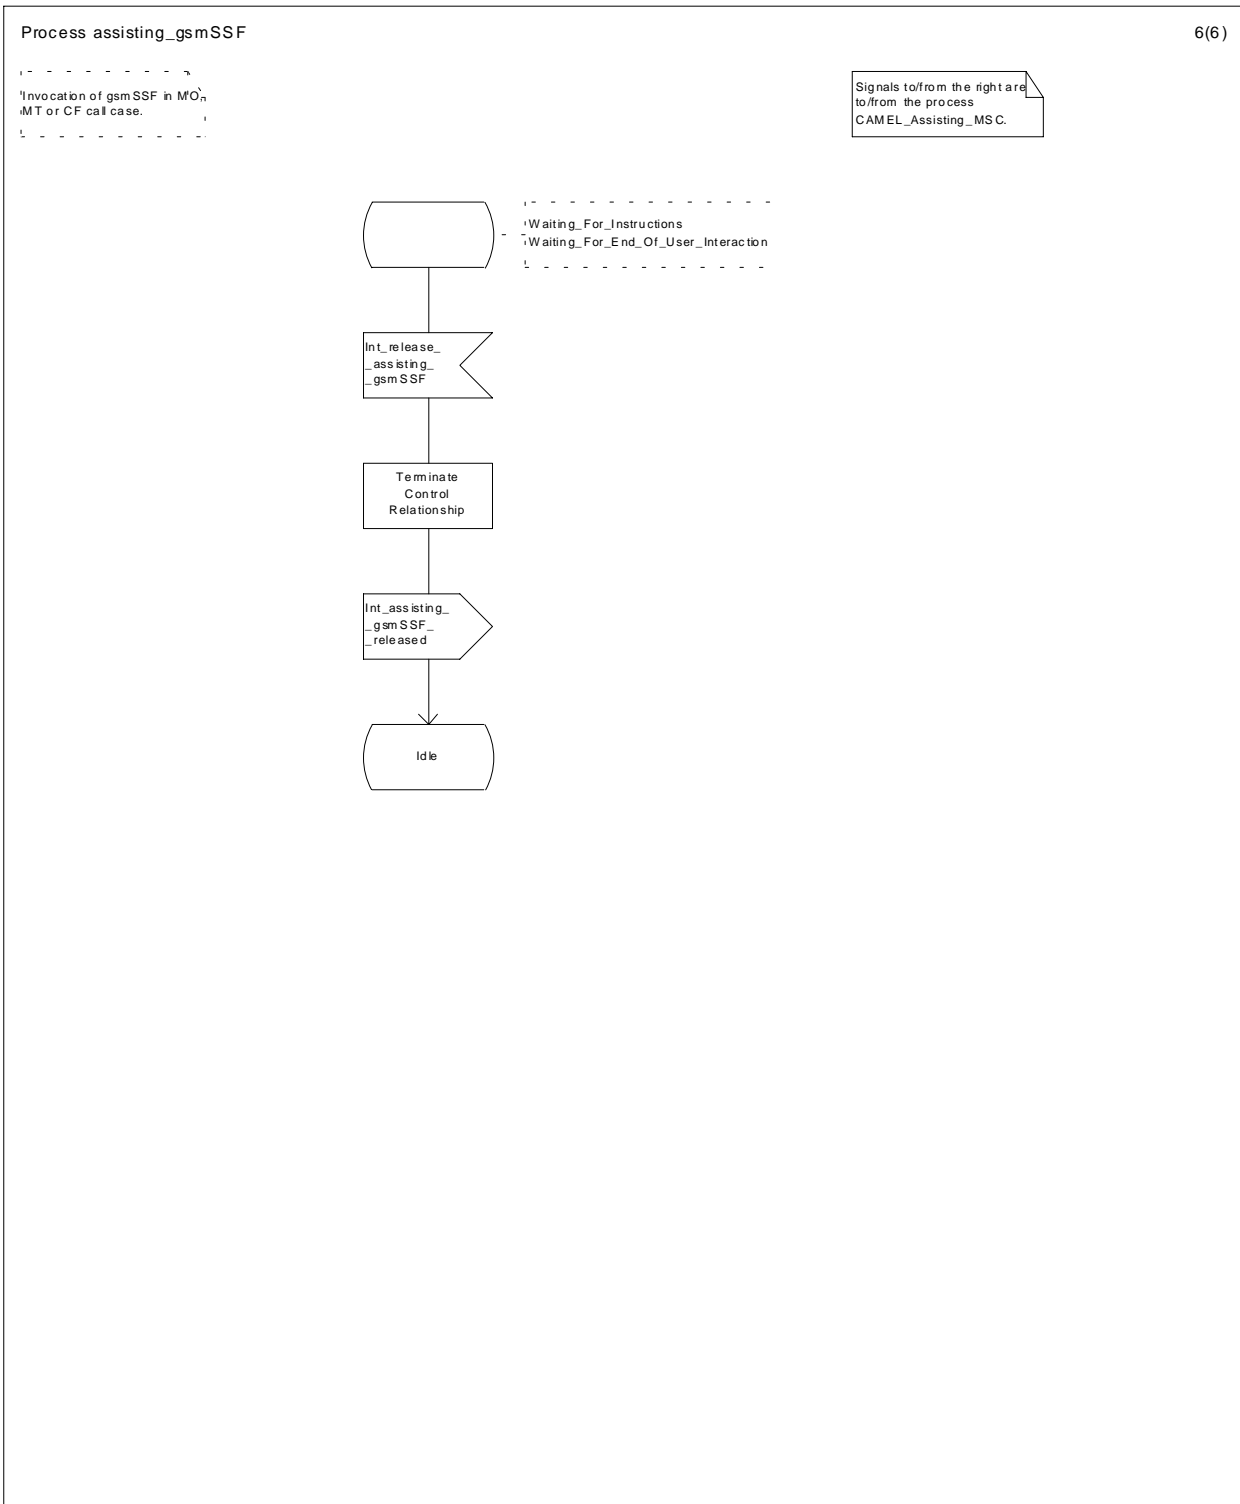 Process assisting_gsmSSF
6(6)
Invocation of gsmSSF in MO,
MT or CF call case.
Signals to/from the right are
to/from the process
CAMEL_Assisting_MSC.
Waiting_For_Instructions
Waiting_For_End_Of_User_Interaction
Int_release_
_assisting_
_gsmSSF
Terminate
Control
Relationship
Int_assisting_
_gsmSSF_
_released
Idle